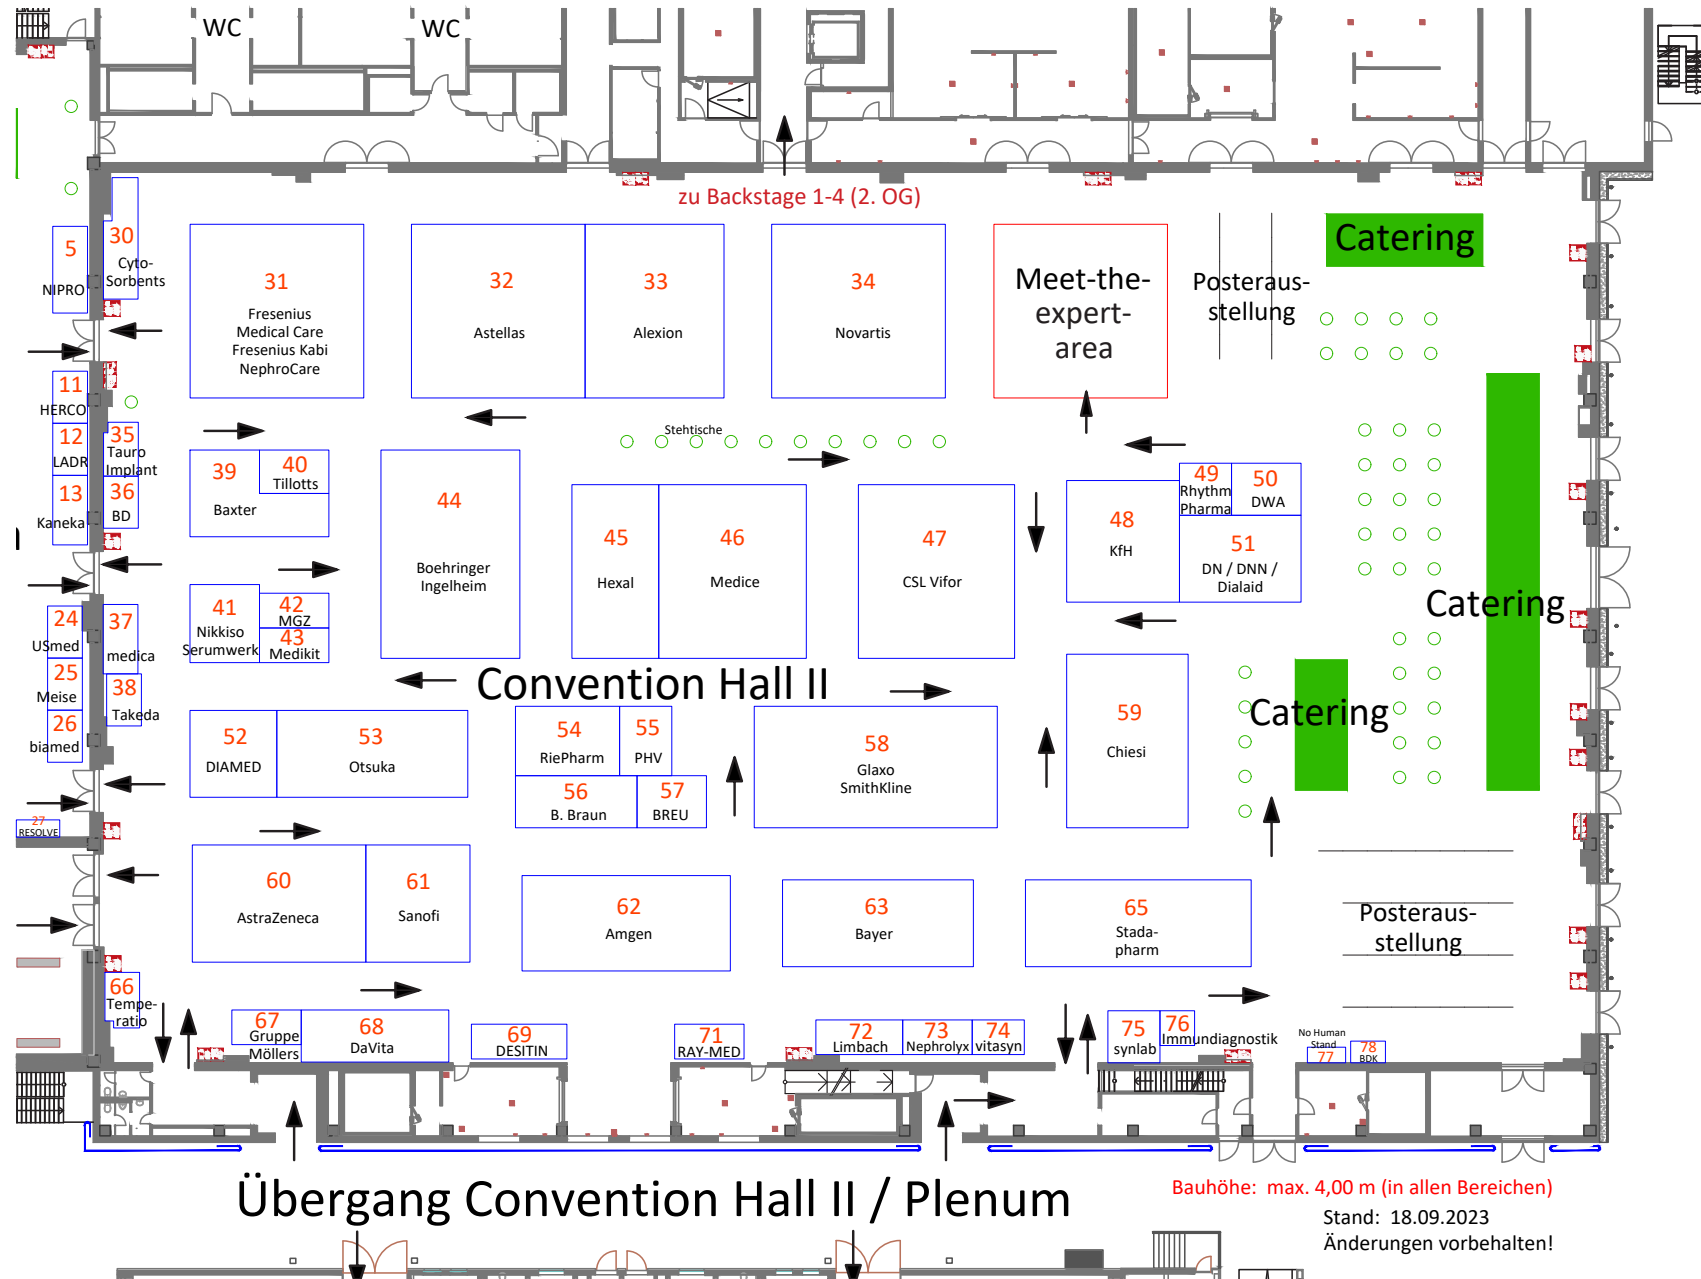 WC
WC
zu Backstage 1-4 (2. OG)
5
NIPRO
30
Cyto-
Sorbents
31
Fresenius
Medical Care
Fresenius Kabi
NephroCare
32
Astellas
33
Alexion
34
Novartis
Meet-the-
expert-
area
Posteraus-
stellung
Catering
11
HERCO
12
LADR
13
Kaneka
35
Tauro
Implant
36
BD
39
Baxter
40
Tillotts
44
Boehringer
Ingelheim
Stehtische
45
Hexal
46
Medice
47
CSL Vifor
48
KfH
49
Rhythm
Pharma
50
DWA
51
DN / DNN /
Dialaid
Catering
24
USmed
25
Meise
26
biamed
37
medica
38
Takeda
41
Nikkiso
Serumwerk
42
MGZ
43
Medikit
Convention Hall II
52
DIAMED
53
Otsuka
54
RiePharm
55
PHV
56
B. Braun
57
BREU
58
Glaxo
SmithKline
59
Chiesi
Catering
27
RESOLVE
60
AstraZeneca
61
Sanofi
62
Amgen
63
Bayer
65
Stada-
pharm
Posteraus-
stellung
66
Tempe-
ratio
67
Gruppe
Möllers
68
DaVita
69
DESITIN
71
RAY-MED
72
Limbach
73
Nephrolyx
74
vitasyn
75
synlab
76
Immundiagnostik
No Human
Stand
77
78
BDK
Übergang Convention Hall II / Plenum
Bauhöhe: max. 4,00 m (in allen Bereichen)
Stand: 18.09.2023
Änderungen vorbehalten!